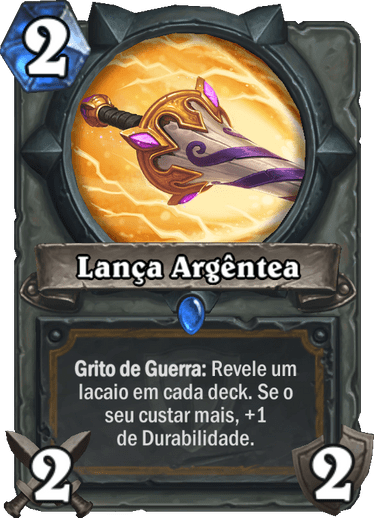 2
Lança Argêntea
Grito de Guerra: Revele um
lacaio em cada deck. Se o
seu custar mais, +1
de Durabilidade.
2
2